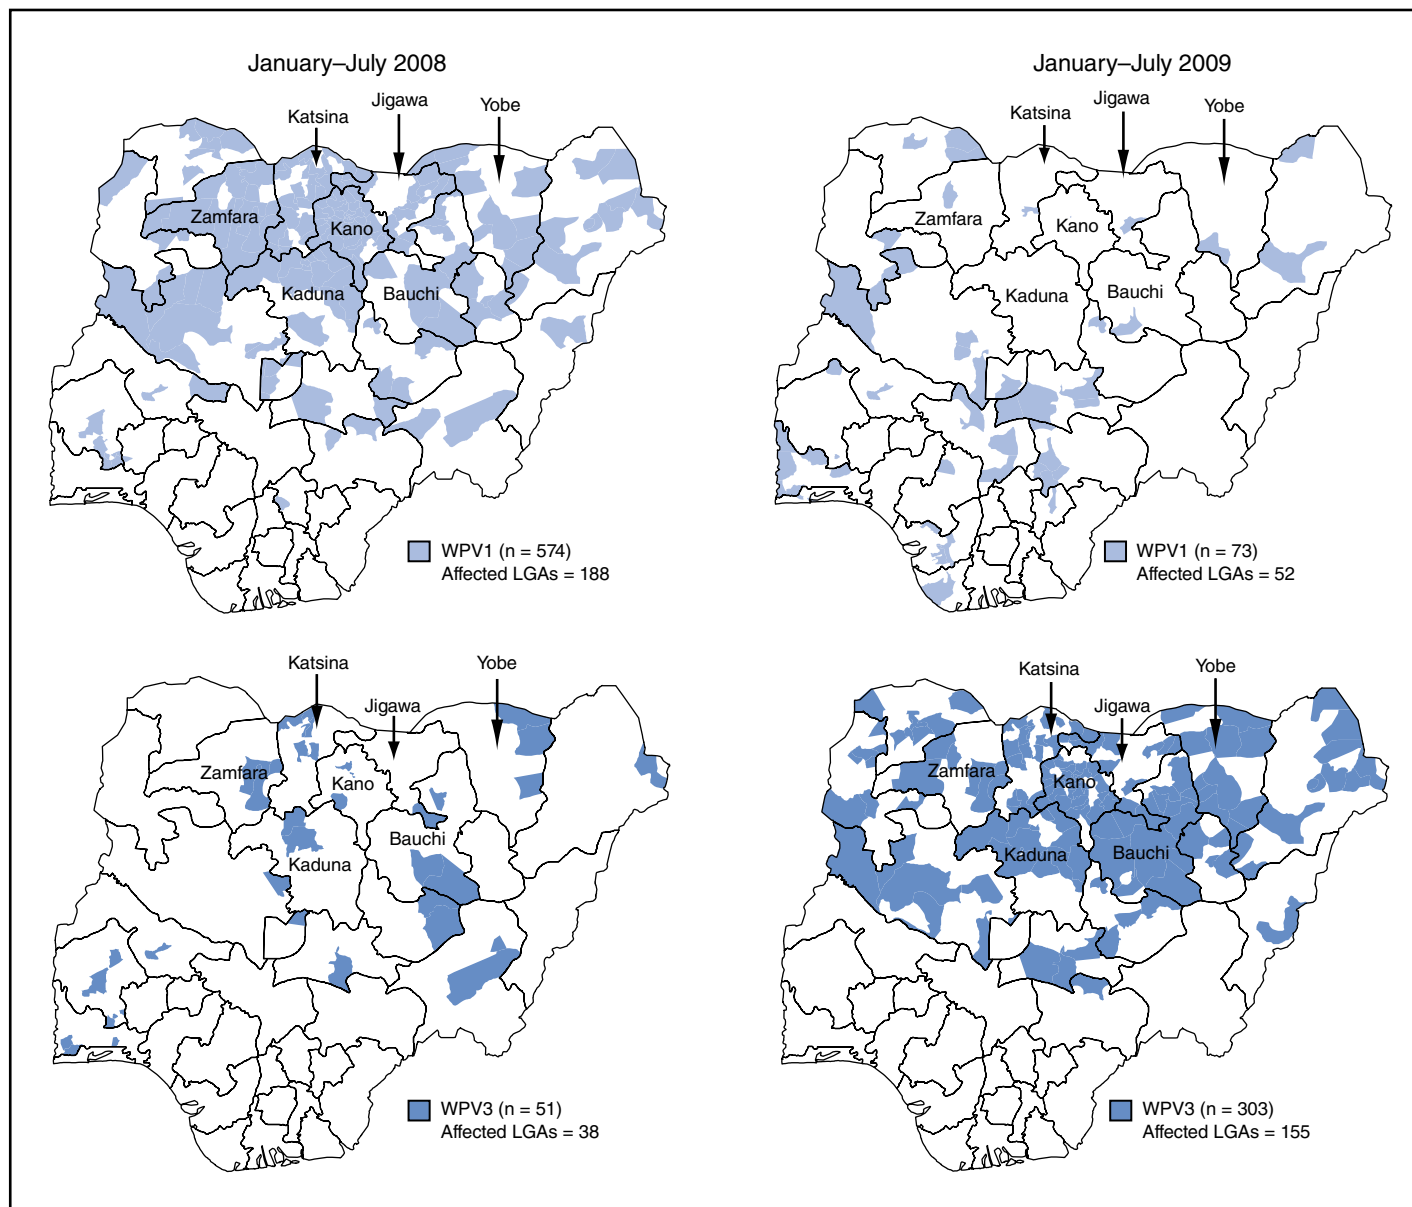 January–July 2008
Katsina
Jigawa
Yobe
Zamfara
Kano
Kaduna
Bauchi
WPV1 (n = 574)
Affected LGAs = 188
January–July 2009
Katsina
Jigawa
Yobe
Zamfara
Kano
Kaduna
Bauchi
WPV1 (n = 73)
Affected LGAs = 52
Katsina
Yobe
Jigawa
Zamfara
Kano
Bauchi
Kaduna
WPV3 (n = 51)
Affected LGAs = 38
Katsina
Yobe
Jigawa
Zamfara
Kano
Kaduna
Bauchi
WPV3 (n = 303)
Affected LGAs = 155